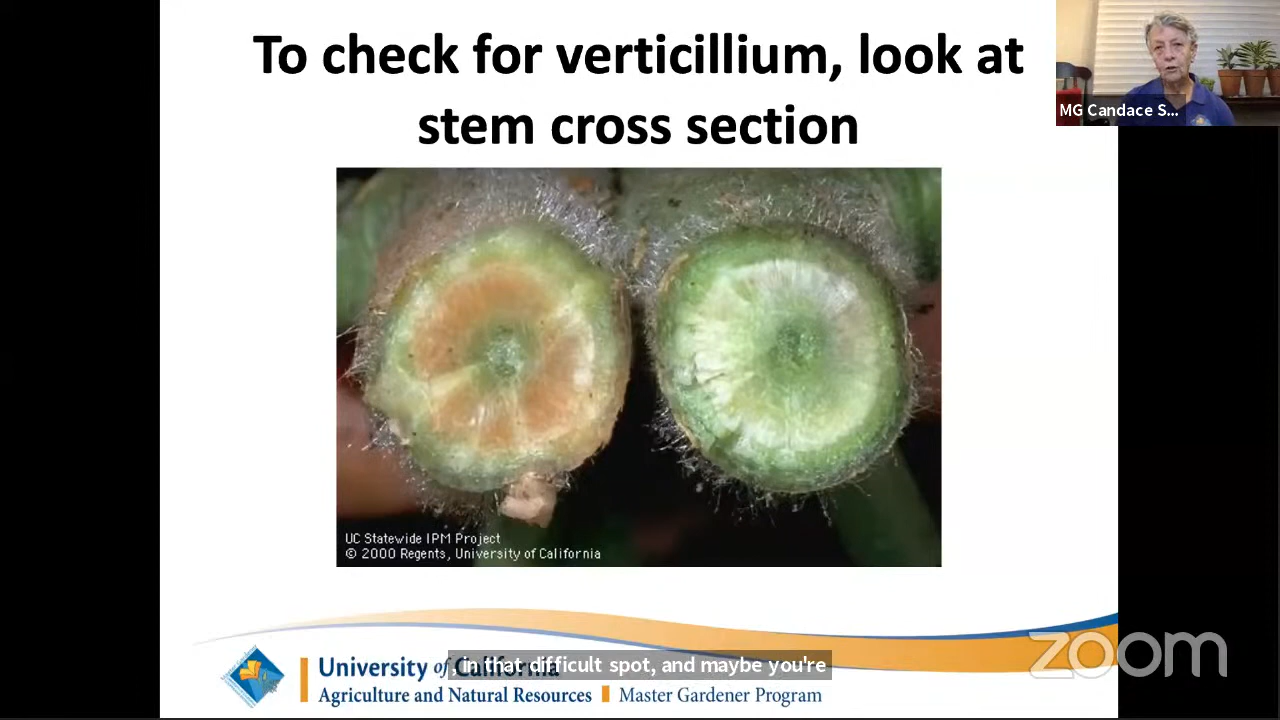 To check for verticillium, look at
stem cross section
MG Candace S...
UC Statewide IPM Project
© 2000 Regents, University of California
University of California
, in that difficult spot, and maybe you're
Agriculture and Natural Resources
Master Gardener Program
zoom